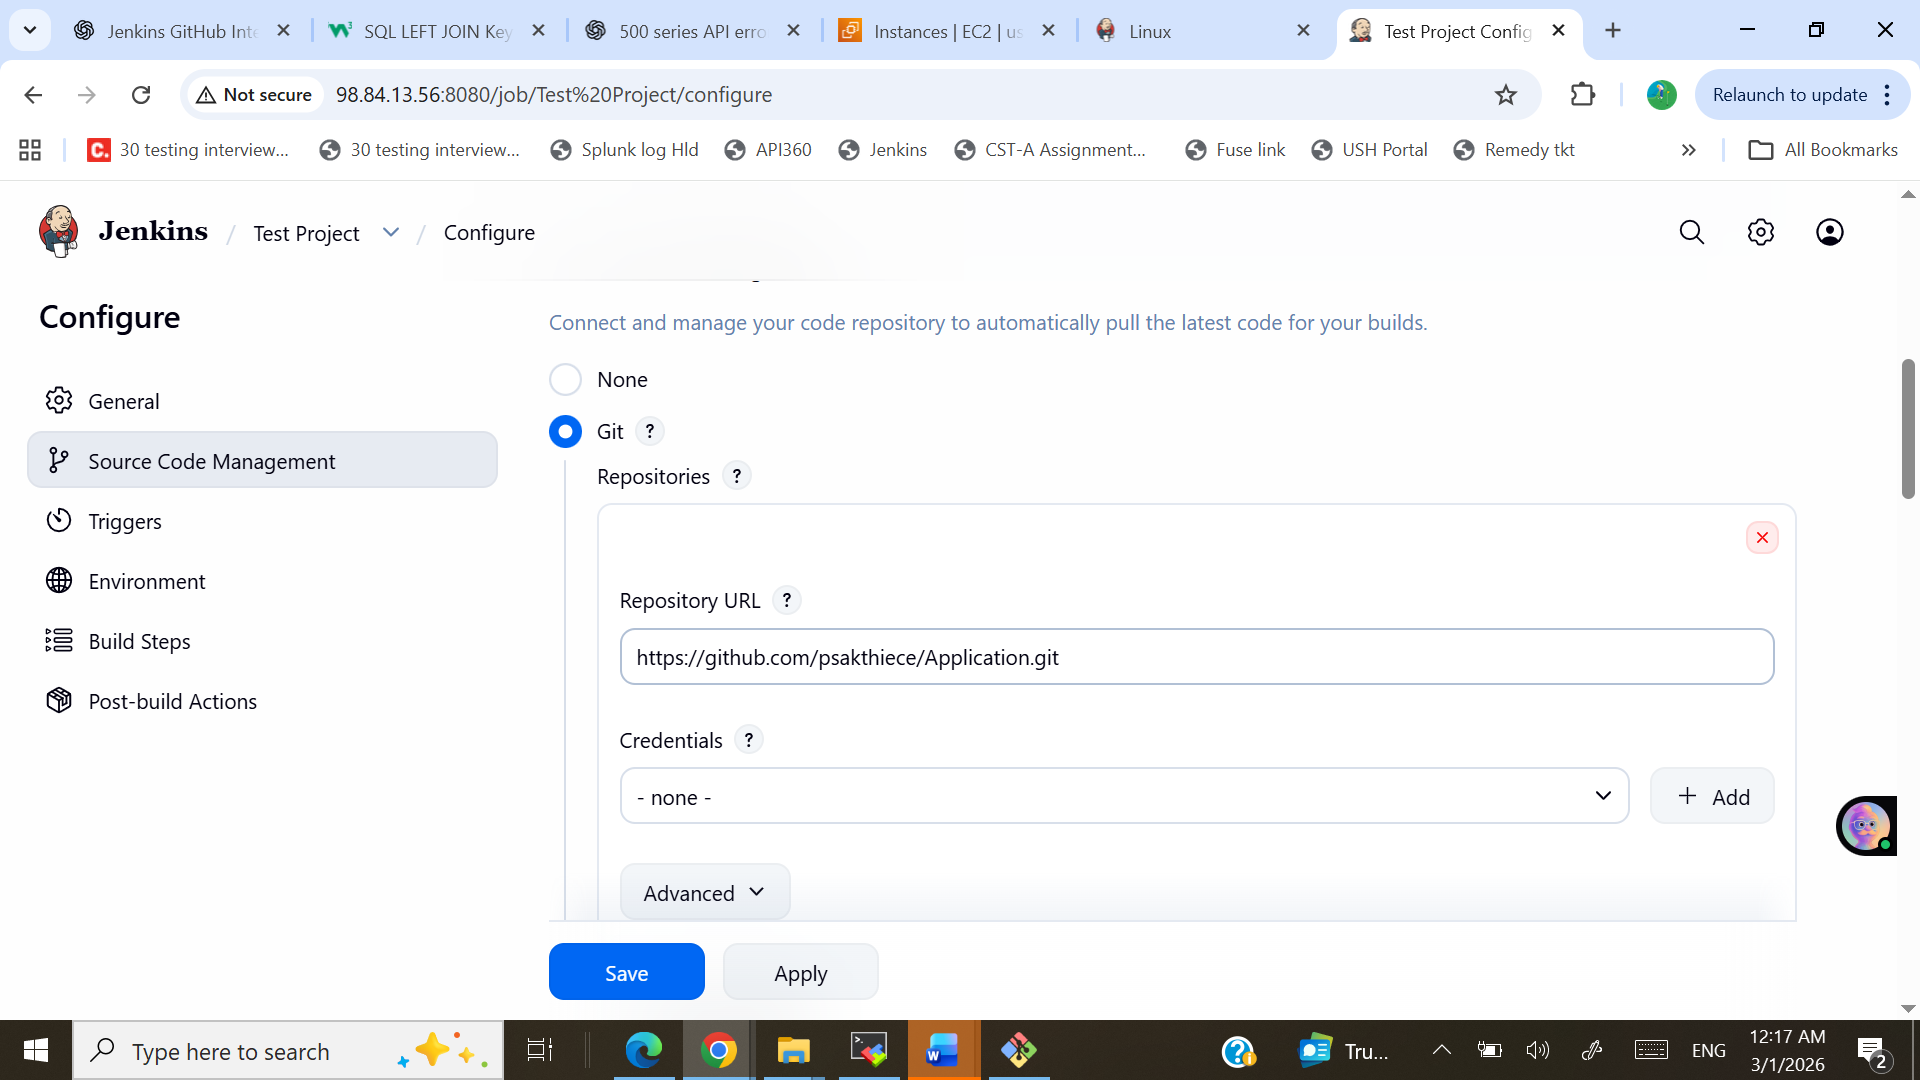 Jenkins GitHub Inte
SQL LEFT JOIN Key
500 series API erro
Instances | EC2 | us
Linux
Test Project Config
Not secure
98.84.13.56:8080/job/Test%20Project/configure
Relaunch to update
C.
30 testing interview...
30 testing interview...
Splunk log Hld
API360
Jenkins
CST-A Assignment...
Fuse link
USH Portal
Remedy tkt
»
All Bookmarks
Jenkins / Test Project / Configure
Configure
General
Source Code Management
Triggers
Environment
Build Steps
Post-build Actions
Connect and manage your code repository to automatically pull the latest code for your builds.
None
Git ?
Repositories ?
Repository URL ?
https://github.com/psakthiece/Application.git
Credentials ?
- none -
+ Add
Advanced
Save
Apply
Type here to search
Tru...
ENG
12:17 AM
3/1/2026
2